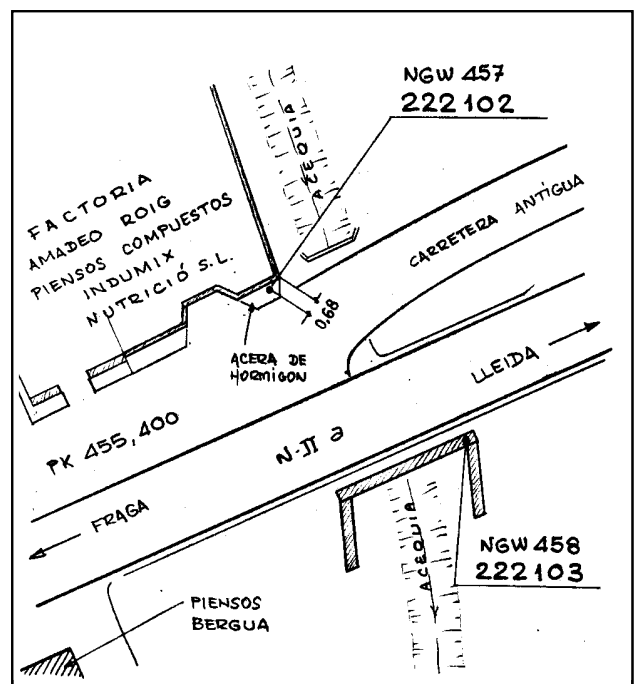 NGW 457
222102
ACEQUIA
FACTORIA
AMADEO ROIG
PIENSOS COMPUESTOS
INDUMIX
NUTRICIÓ S.L.
CARRETERA ANTÍGUA
0,68
ACERA DE
HORMIGON
LLEIDA
PK 455,400
N-II a
FRAGA
ACEQUIA
NGW 458
222103
PIENSOS
BERGUA